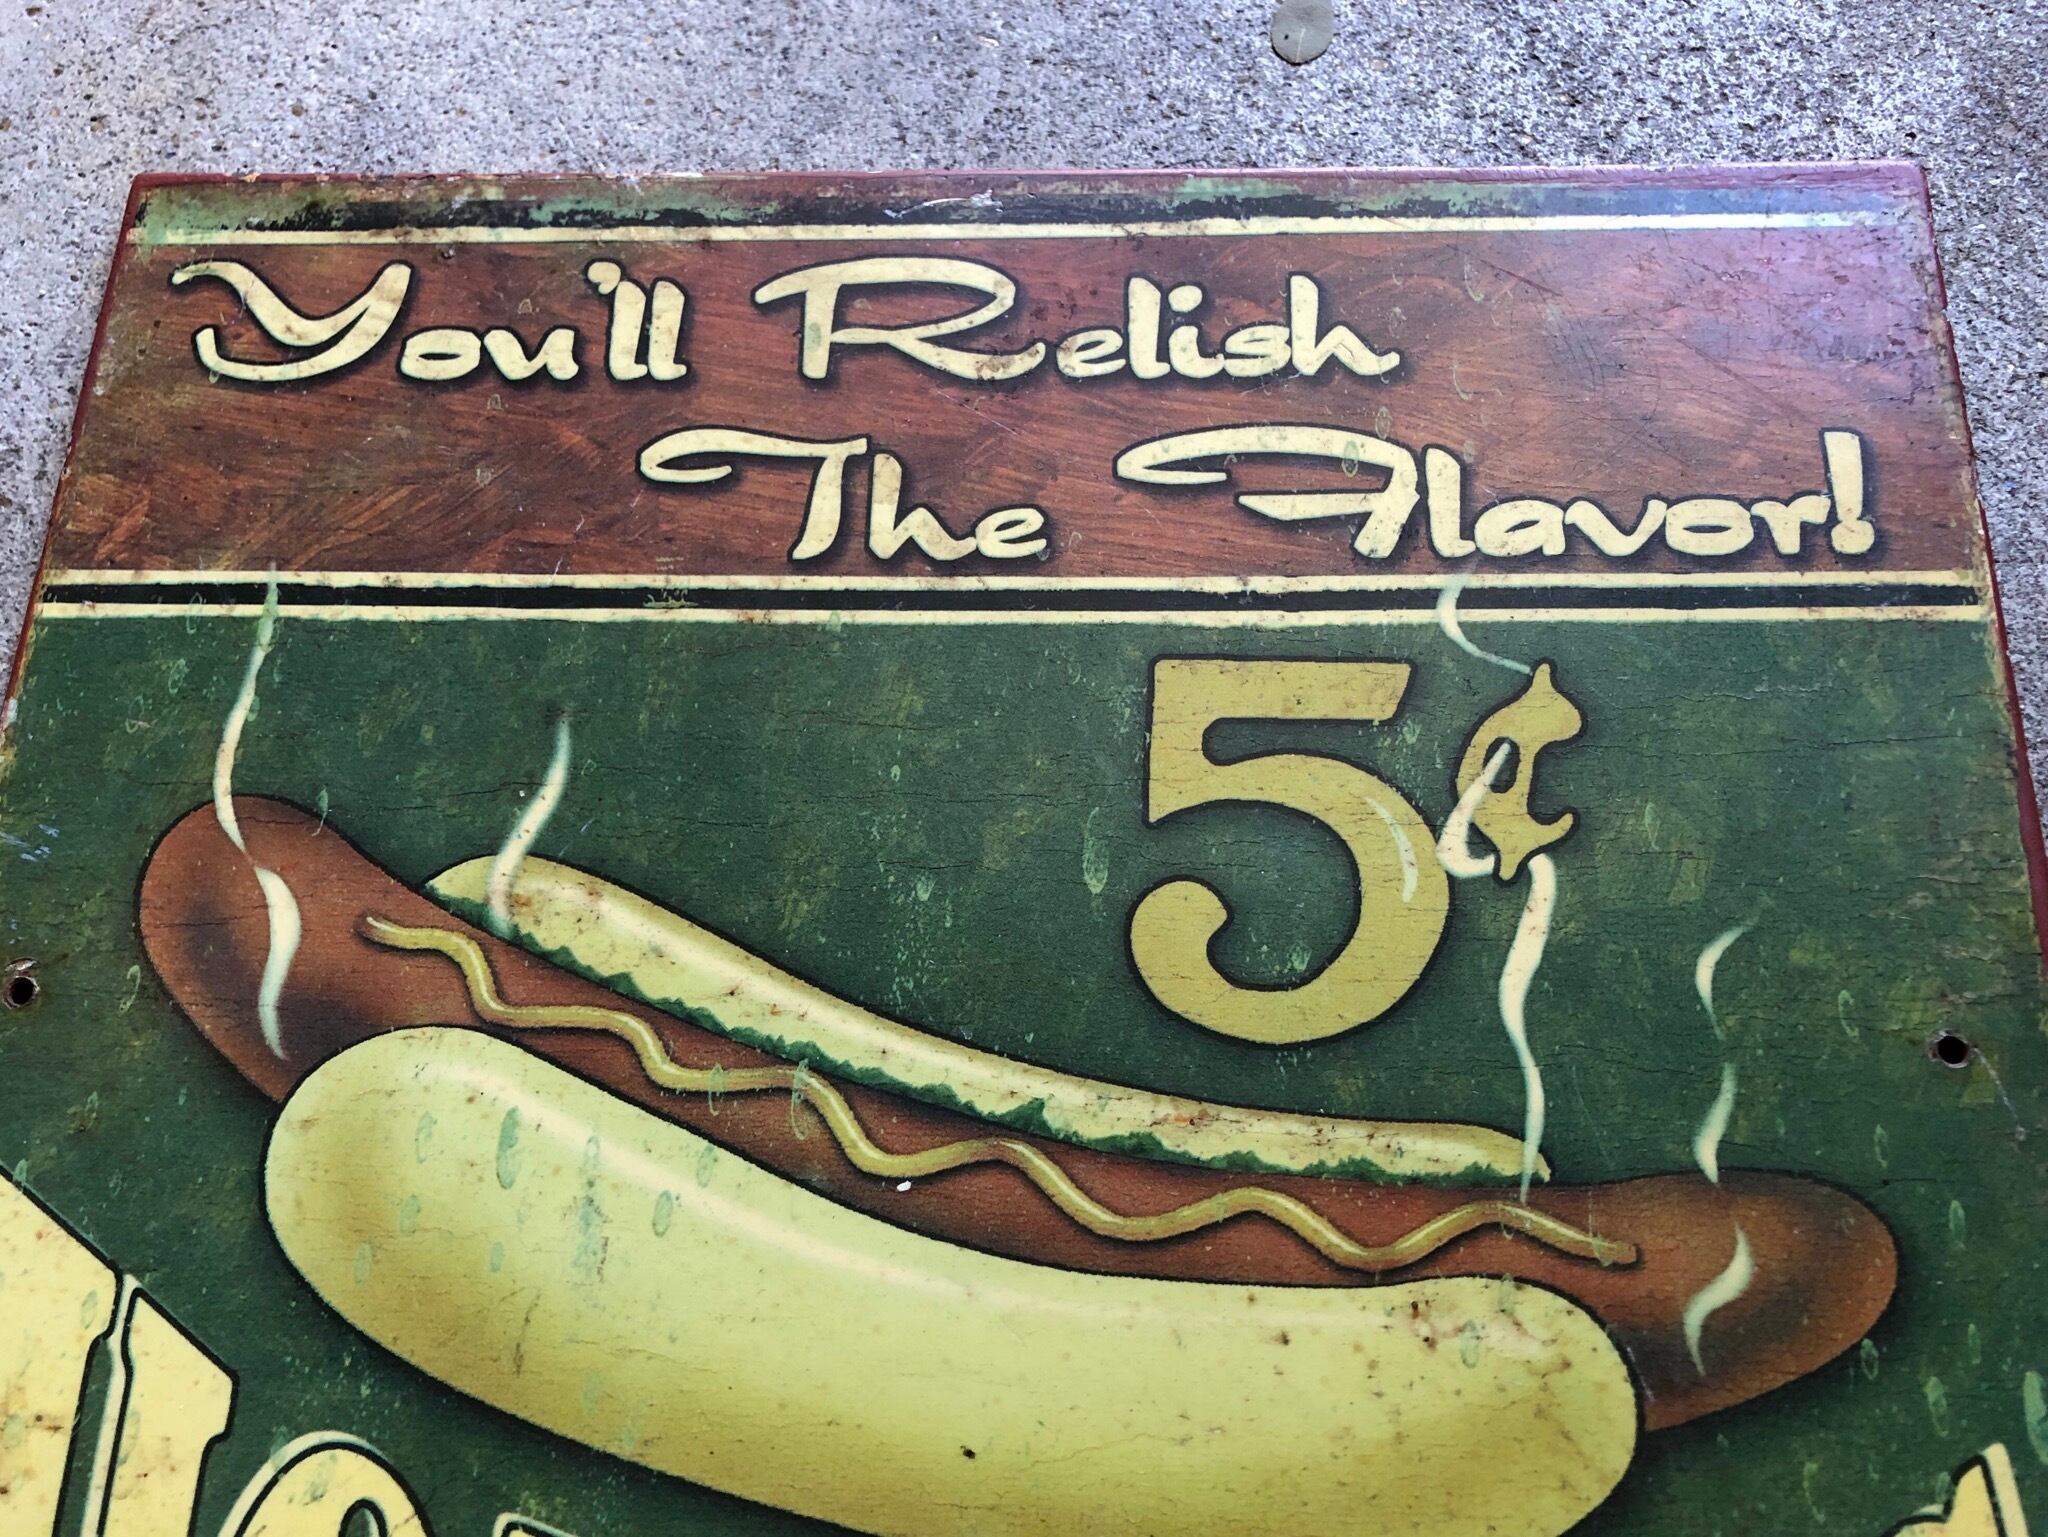 You'll Relish
The Flavor!
5¢